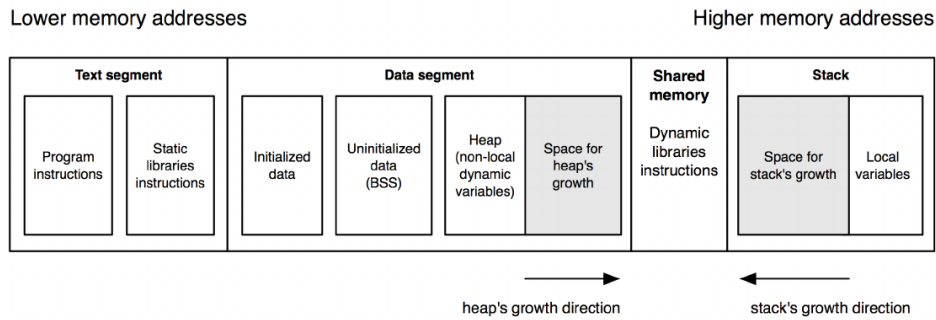 Lower memory addresses
Higher memory addresses
Text segment
Data segment
Shared
memory
Stack
Program
instructions
Static
libraries
instructions
Initialized
data
Uninitialized
data
(BSS)
Heap
(non-local
dynamic
variables)
Space for
heap's
growth
Dynamic
libraries
instructions
Space for
stack's growth
Local
variables
heap's growth direction
stack's growth direction